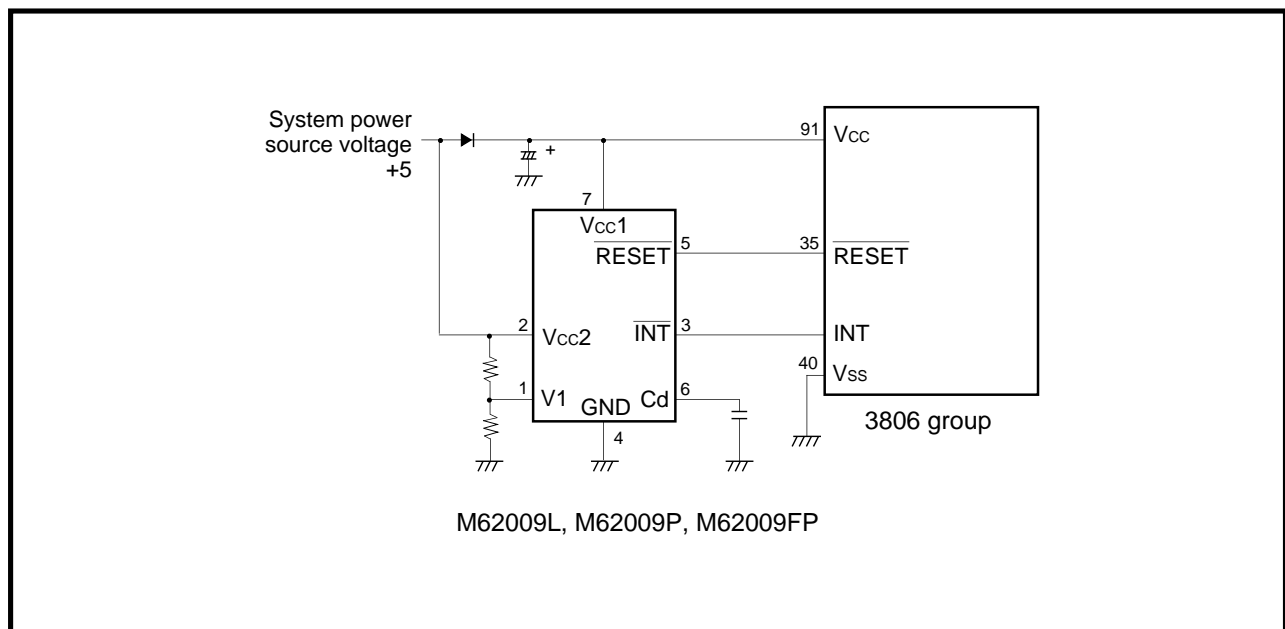 System power
source voltage
+5
+
91
Vcc
7
Vcc1
RESET
5
35
RESET
2
Vcc2
INT
3
INT
40
Vss
1
V1
GND
4
Cd
6
3806 group
M62009L, M62009P, M62009FP